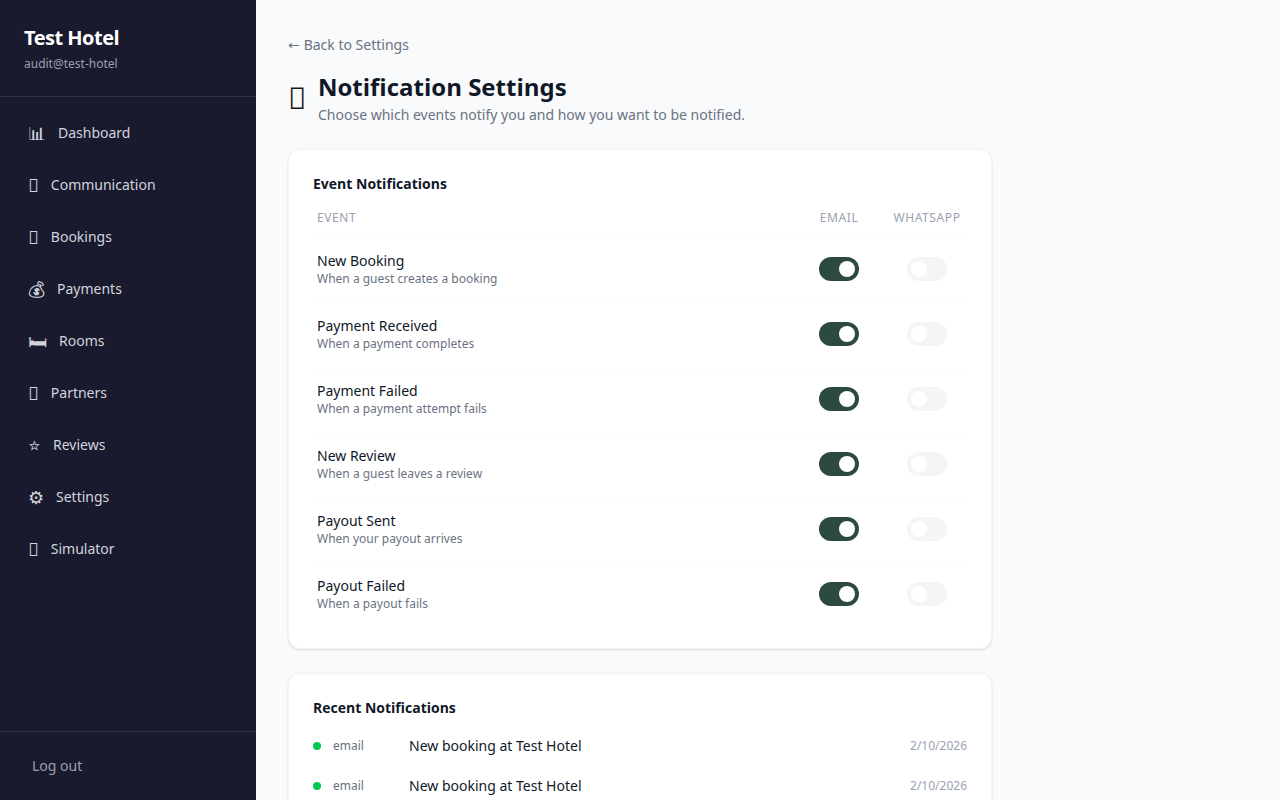 Test Hotel
audit@test-hotel
Dashboard
Communication
Bookings
Payments
Rooms
Partners
Reviews
Settings
Simulator
Log out
← Back to Settings
Notification Settings
Choose which events notify you and how you want to be notified.
Event Notifications
EVENT EMAIL WHATSAPP
New Booking
When a guest creates a booking
Payment Received
When a payment completes
Payment Failed
When a payment attempt fails
New Review
When a guest leaves a review
Payout Sent
When your payout arrives
Payout Failed
When a payout fails
Recent Notifications
email New booking at Test Hotel 2/10/2026
email New booking at Test Hotel 2/10/2026